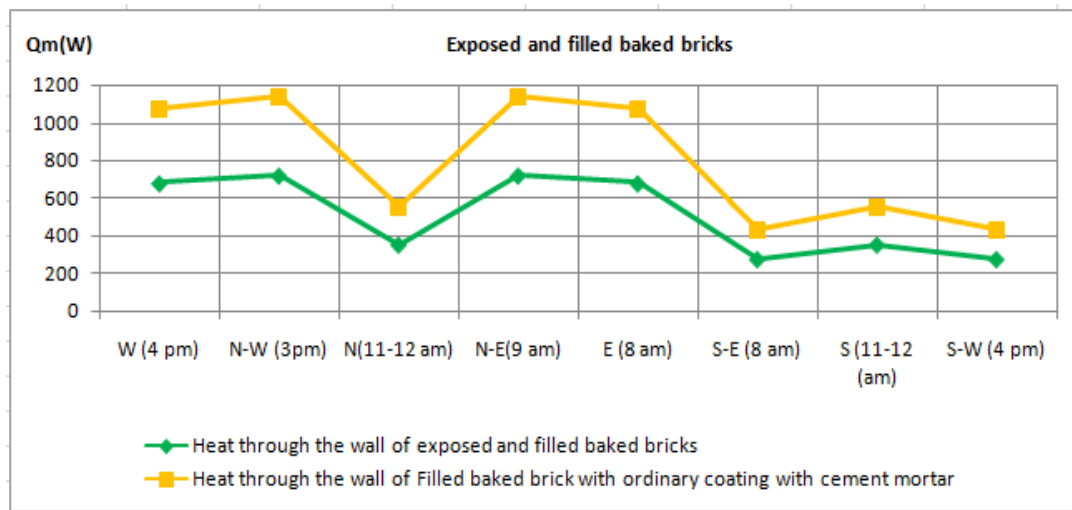 Qm(W)
Exposed and filled baked bricks
1200
1000
800
600
400
200
0
W (4 pm)
N-W (3pm)
N(11-12 am)
N-E(9 am)
E (8 am)
S-E (8 am)
S (11-12
(am)
S-W (4 pm)
Heat through the wall of exposed and filled baked bricks
Heat through the wall of Filled baked brick with ordinary coating with cement mortar